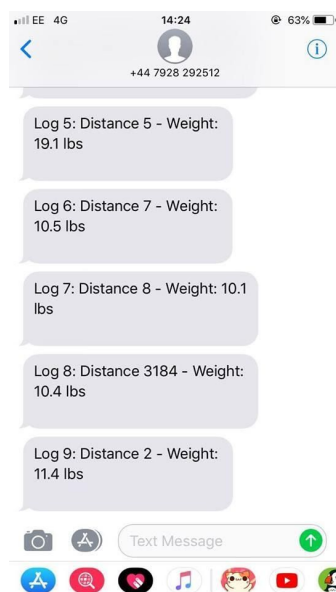 EE 4G 14:24 63%
+44 7928 292512
Log 5: Distance 5 - Weight:
19.1 lbs
Log 6: Distance 7 - Weight:
10.5 lbs
Log 7: Distance 8 - Weight: 10.1
lbs
Log 8: Distance 3184 - Weight:
10.4 lbs
Log 9: Distance 2 - Weight:
11.4 lbs
Text Message